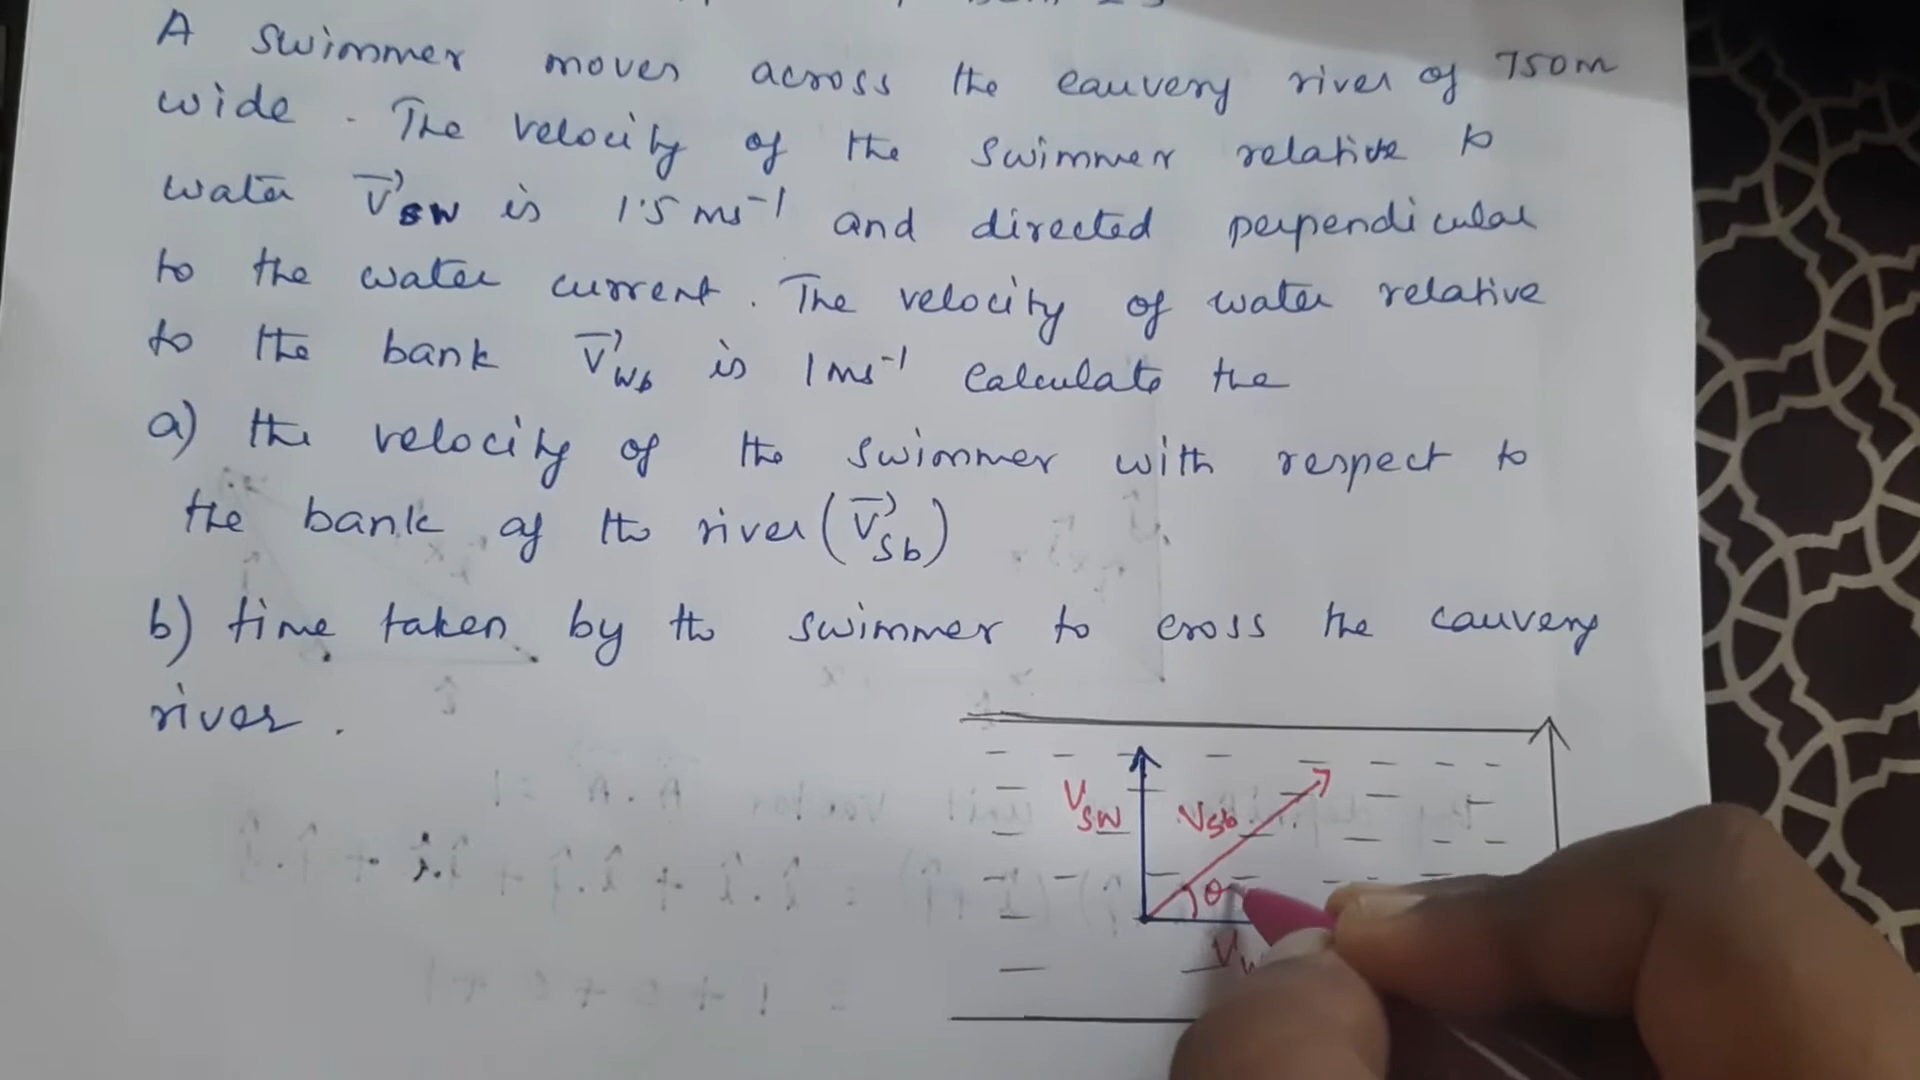 A swimmer moves across the cauvery river of 750m
wide. The velocity of the swimmer relative to
water V⃗sw is 1.5 ms⁻¹ and directed perpendicular
to the water current. The velocity of water relative
to the bank V⃗wb is 1ms⁻¹ Calculate the
a) the velocity of the swimmer with respect to
the bank of the river (V⃗sb)
b) time taken by the swimmer to cross the cauvery
river.
Vsw
Vsb
θ